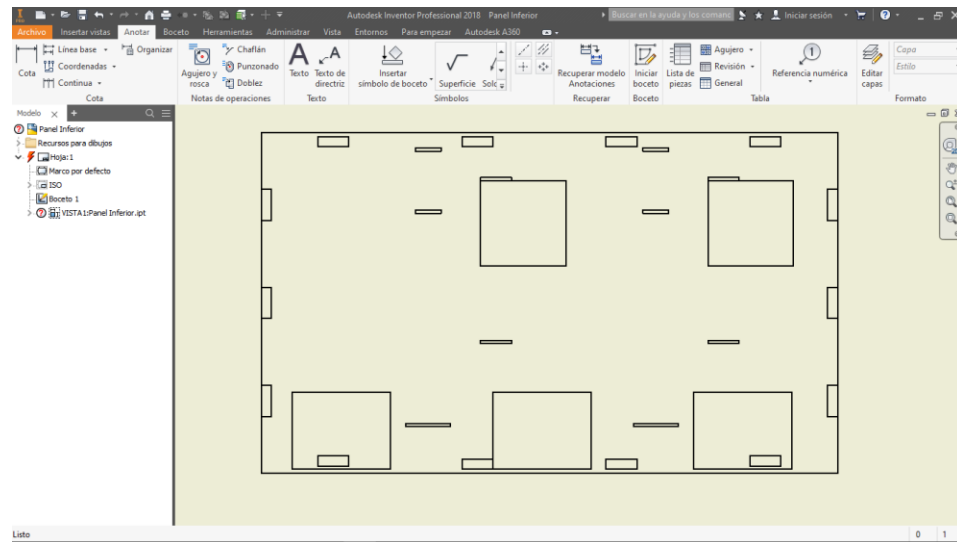 Autodesk Inventor Professional 2018 Panel Inferior
Buscar en la ayuda y los comanc
Iniciar sesión
Archivo Insertar vistas Anotar Boceto Herramientas Administrar Vista Entornos Para empezar Autodesk A360
Cota
Línea base
Coordenadas
Continua
Organizar
Cota
Agujero y rosca
Chaflán
Punzonado
Doblez
Notas de operaciones
Texto
Texto de directriz
Texto
Insertar símbolo de boceto
Superficie
Símbolos
Recuperar modelo Anotaciones
Recuperar
Iniciar boceto
Boceto
Lista de piezas
Agujero
Revisión
General
Referencia numérica
Tabla
Editar capas
Capa
Estilo
Formato
Modelo
Panel Inferior
Recursos para dibujos
Hoja:1
Marco por defecto
ISO
Boceto 1
VISTA1:Panel Inferior.ipt
Listo
0 1